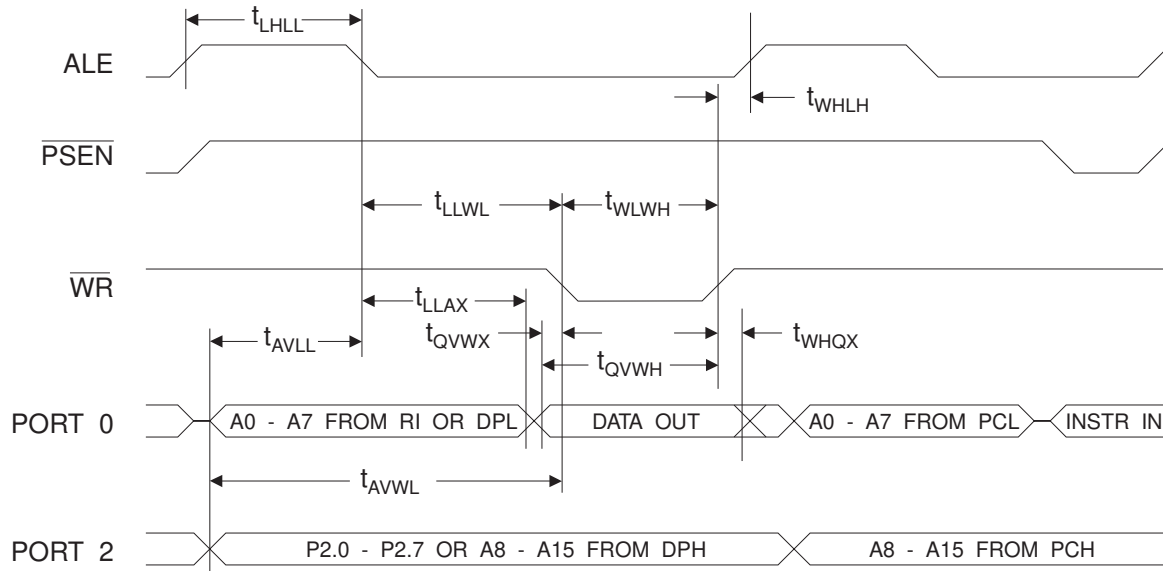 tLHLL
ALE
tWHLH
PSEN
tLLWL
tWLWH
WR
tLLAX
tAVLL
tQVWX
tWHQX
tQVWH
PORT 0
A0 - A7 FROM RI OR DPL
DATA OUT
A0 - A7 FROM PCL
INSTR IN
tAVWL
PORT 2
P2.0 - P2.7 OR A8 - A15 FROM DPH
A8 - A15 FROM PCH